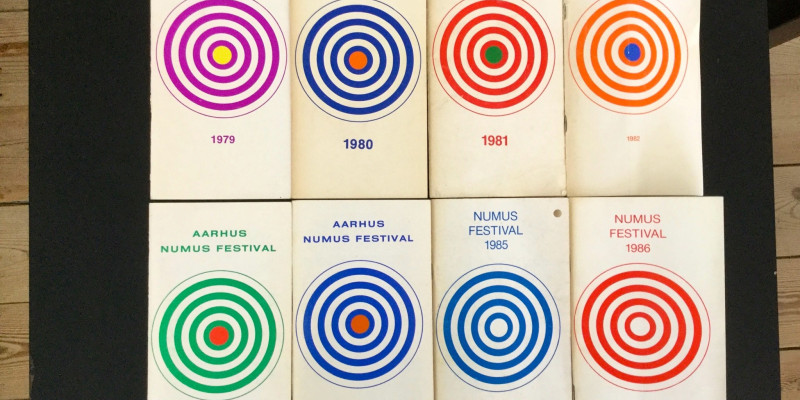 1979
1980
1981
1982
AARHUS
NUMUS FESTIVAL
AARHUS
NUMUS FESTIVAL
NUMUS
FESTIVAL
1985
NUMUS
FESTIVAL
1986